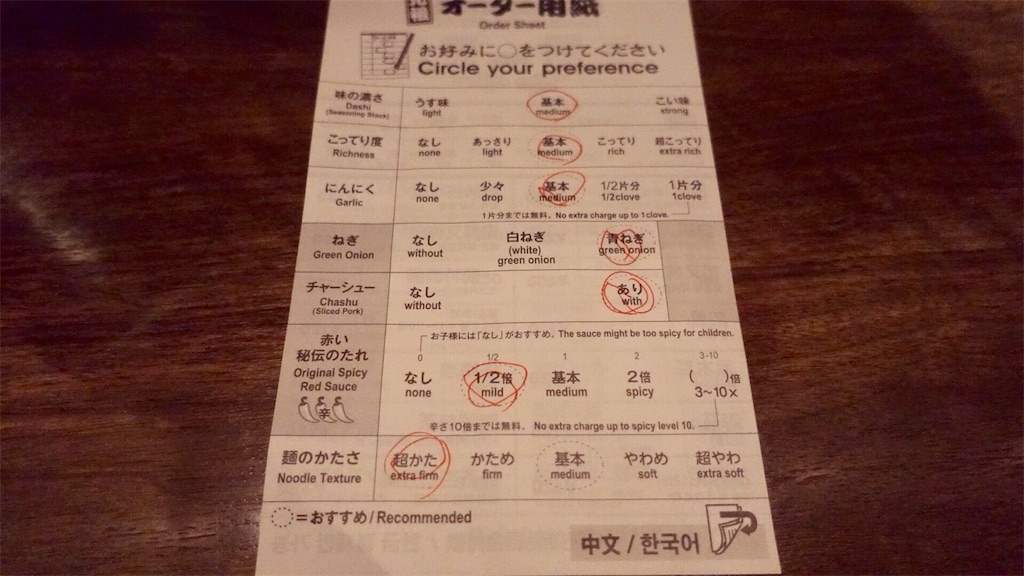 オーダー用紙
Order Sheet
お好みに○をつけてください
Circle your preference
味の濃さ うす味 基本 こい味
Dashi light medium strong
(Seasoning Stock)
こってり度 なし あっさり 基本 こってり 超こってり
Richness none light medium rich extra rich
にんにく なし 少々 基本 1/2片分 1片分
Garlic none drop medium 1/2clove 1clove
1片分までは無料。No extra charge up to 1clove.
ねぎ なし 白ねぎ 青ねぎ
Green Onion without (white) green onion green onion
チャーシュー なし あり
Chashu without with
(Sliced Pork)
お子様には「なし」がおすすめ。The sauce might be too spicy for children.
赤い
秘伝のたれ
Original Spicy
Red Sauce
辛
0 1/2 1 2 3-10
なし 1/2倍 基本 2倍 ( )倍
none mild medium spicy 3~10x
辛さ10倍までは無料。 No extra charge up to spicy level 10.
麺のかたさ 超かた かため 基本 やわめ 超やわ
Noodle Texture extra firm firm medium soft extra soft
=おすすめ/Recommended
中文/한국어